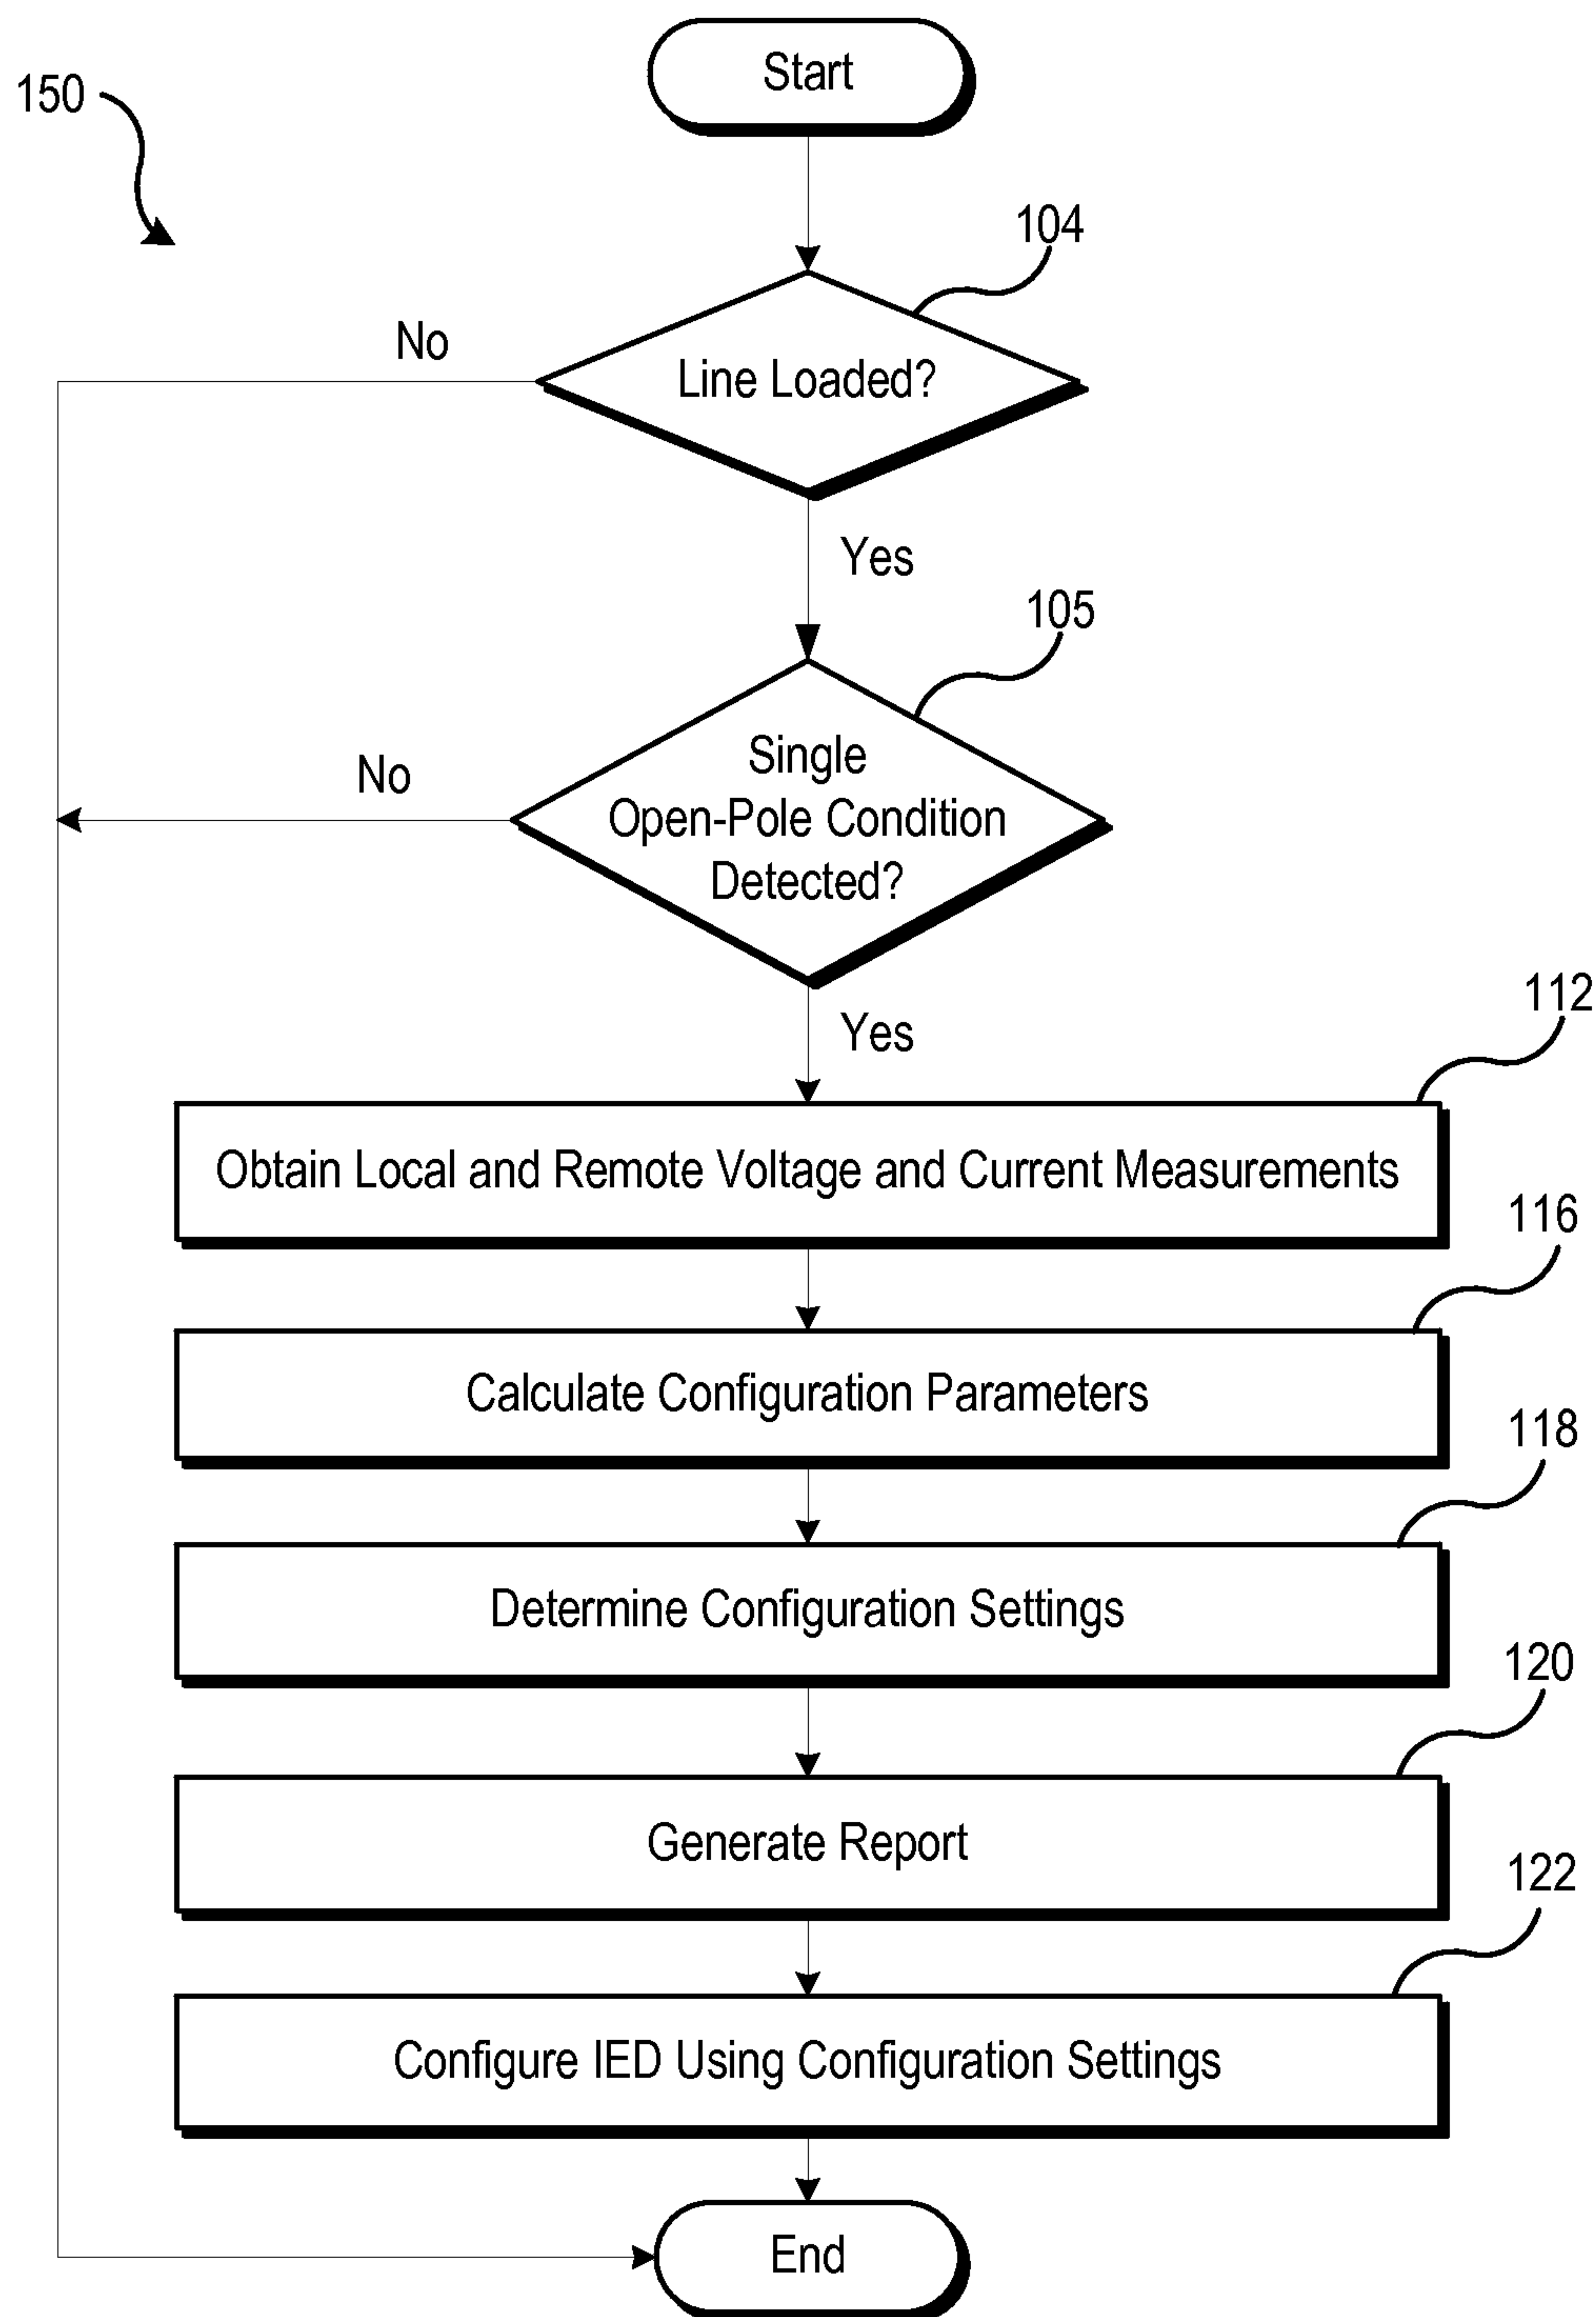 Start
150
104
No
Line Loaded?
Yes
105
No
Single
Open-Pole Condition
Detected?
112
Yes
Obtain Local and Remote Voltage and Current Measurements
116
Calculate Configuration Parameters
118
Determine Configuration Settings
120
Generate Report
122
Configure IED Using Configuration Settings
End